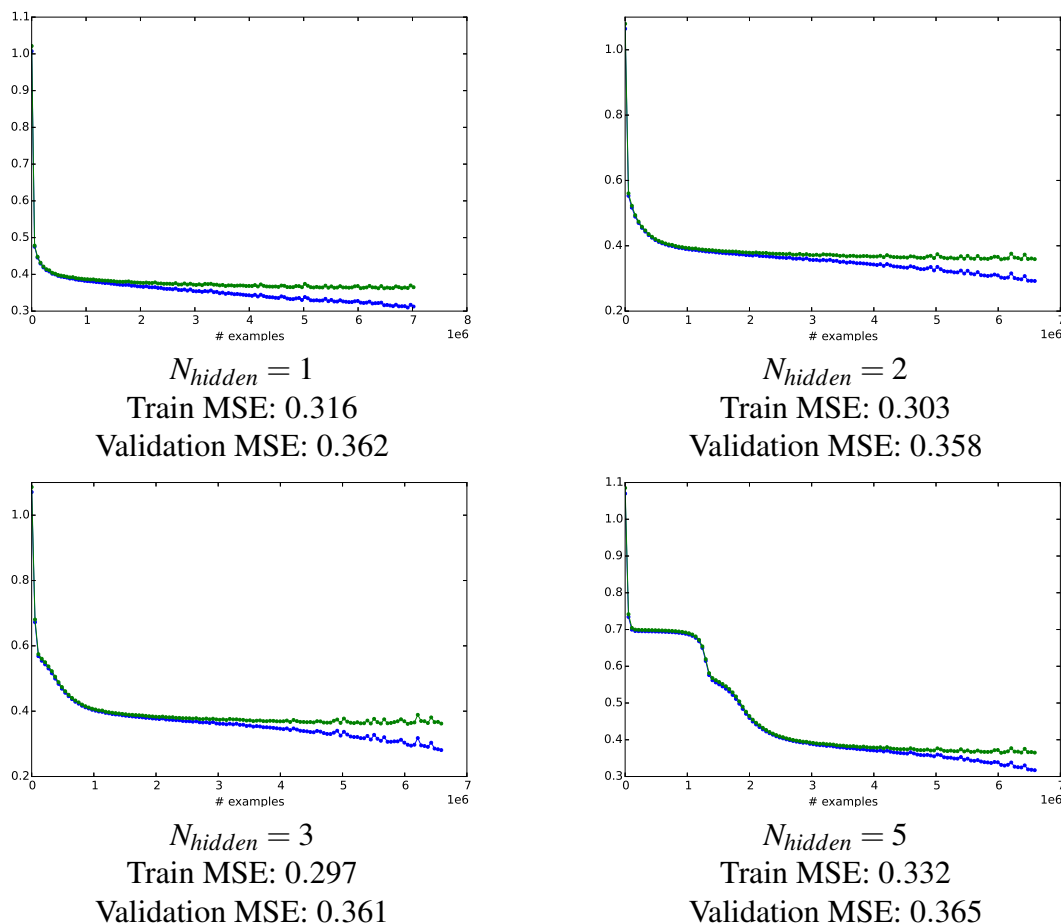 1.1
1.0
0.9
0.8
0.7
0.6
0.5
0.4
0.3
0 1 2 3 4 5 6 7 8
# examples 1e6
N_hidden = 1
Train MSE: 0.316
Validation MSE: 0.362
1.0
0.8
0.6
0.4
0.2
0 1 2 3 4 5 6 7
# examples 1e6
N_hidden = 2
Train MSE: 0.303
Validation MSE: 0.358
1.0
0.8
0.6
0.4
0.2
0 1 2 3 4 5 6 7
# examples 1e6
N_hidden = 3
Train MSE: 0.297
Validation MSE: 0.361
1.1
1.0
0.9
0.8
0.7
0.6
0.5
0.4
0.3
0 1 2 3 4 5 6 7
# examples 1e6
N_hidden = 5
Train MSE: 0.332
Validation MSE: 0.365